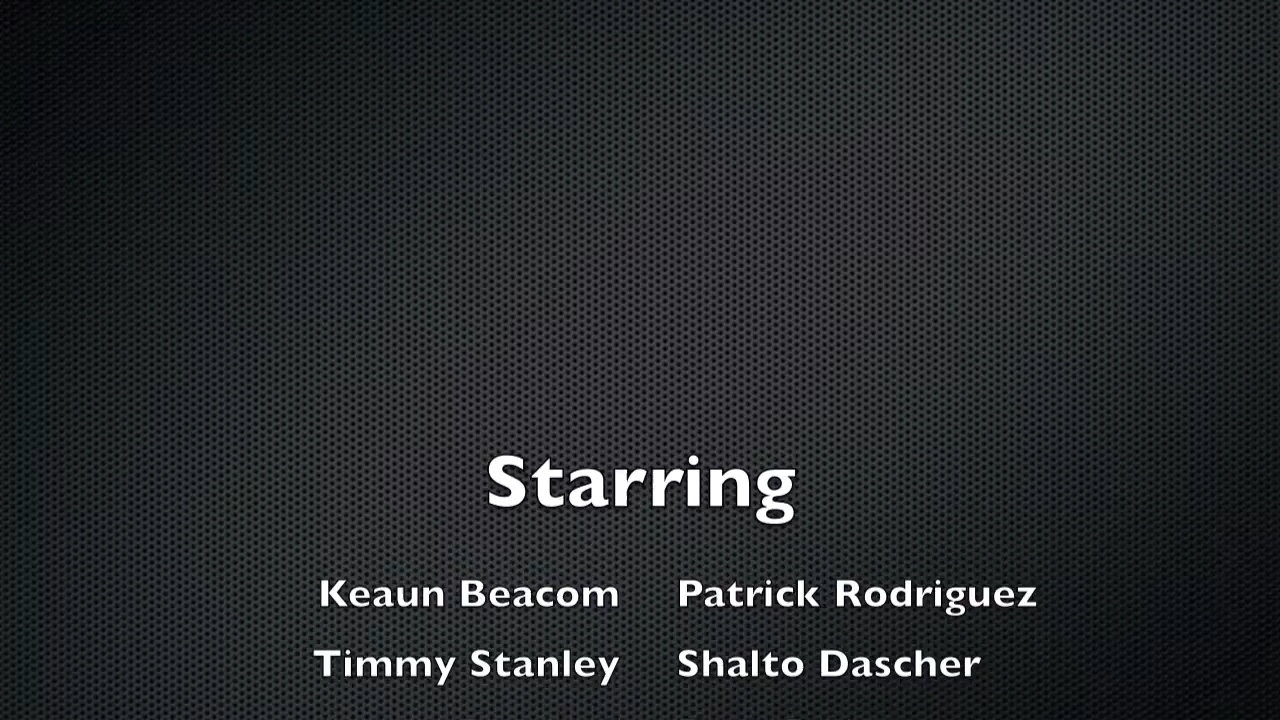 Starring
Keaun Beacom Patrick Rodriguez
Timmy Stanley Shalto Dascher